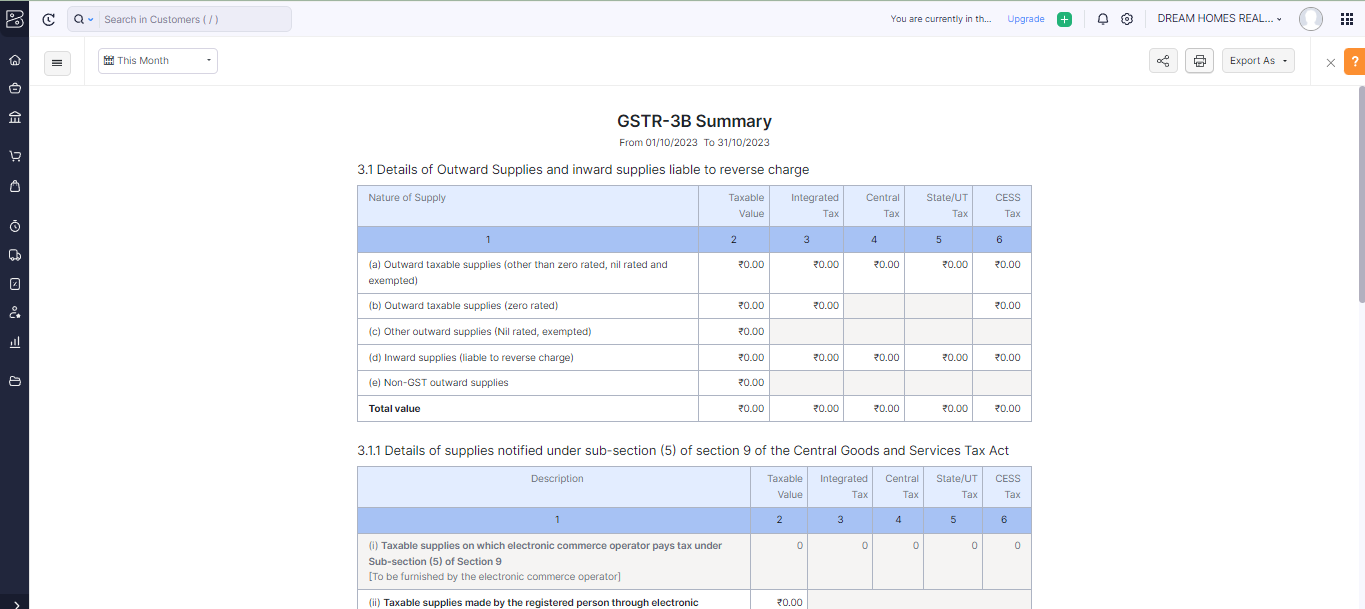 Search in Customers ( / )
You are currently in th...
Upgrade
DREAM HOMES REAL...
This Month
Export As
?
GSTR-3B Summary
From 01/10/2023 To 31/10/2023
3.1 Details of Outward Supplies and inward supplies liable to reverse charge
Nature of Supply Taxable Integrated Central State/UT CESS
Value Tax Tax Tax Tax
1 2 3 4 5 6
(a) Outward taxable supplies (other than zero rated, nil rated and ₹0.00 ₹0.00 ₹0.00 ₹0.00 ₹0.00
exempted)
(b) Outward taxable supplies (zero rated) ₹0.00 ₹0.00 ₹0.00
(c) Other outward supplies (Nil rated, exempted) ₹0.00
(d) Inward supplies (liable to reverse charge) ₹0.00 ₹0.00 ₹0.00 ₹0.00 ₹0.00
(e) Non-GST outward supplies ₹0.00
Total value ₹0.00 ₹0.00 ₹0.00 ₹0.00 ₹0.00
3.1.1 Details of supplies notified under sub-section (5) of section 9 of the Central Goods and Services Tax Act
Description Taxable Integrated Central State/UT CESS
Value Tax Tax Tax Tax
1 2 3 4 5 6
(i) Taxable supplies on which electronic commerce operator pays tax under 0 0 0 0 0
Sub-section (5) of Section 9
[To be furnished by the electronic commerce operator]
(ii) Taxable supplies made by the registered person through electronic ₹0.00